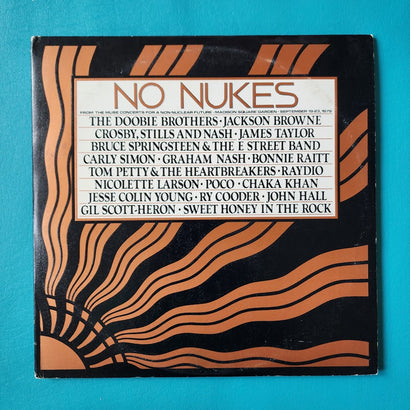 NO NUKES
FROM THE MUSE CONCERTS FOR A NON-NUCLEAR FUTURE · MADISON SQUARE GARDEN · SEPTEMBER 19-23, 1979
THE DOOBIE BROTHERS · JACKSON BROWNE
CROSBY, STILLS AND NASH · JAMES TAYLOR
BRUCE SPRINGSTEEN & THE E STREET BAND
CARLY SIMON · GRAHAM NASH · BONNIE RAITT
TOM PETTY & THE HEARTBREAKERS · RAYDIO
NICOLETTE LARSON · POCO · CHAKA KHAN
JESSE COLIN YOUNG · RY COODER · JOHN HALL
GIL SCOTT-HERON · SWEET HONEY IN THE ROCK